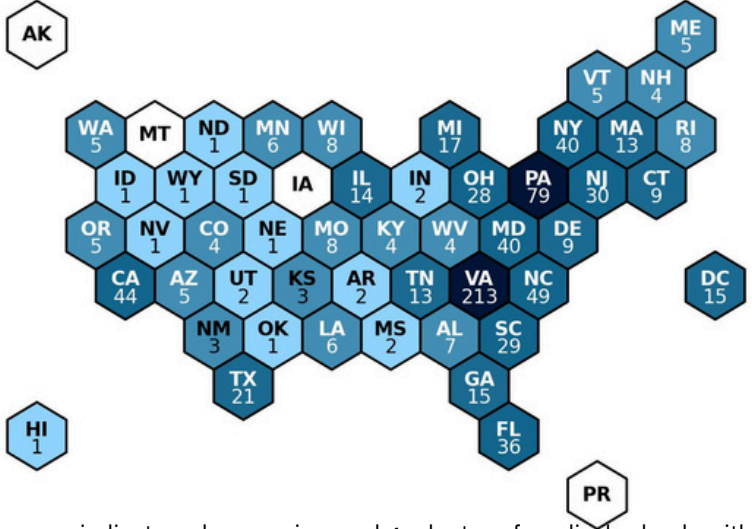 AK
ME
5
VT NH
5 4
WA MT ND MN WI MI NY MA RI
5 1 6 8 17 40 13 8
ID WY SD IA IL IN OH PA NJ CT
1 1 1 14 2 28 79 30 9
OR NV CO NE MO KY WV MD DE
5 1 4 1 8 4 4 40 9
CA AZ UT KS AR TN VA NC DC
44 5 2 3 2 13 213 49 15
NM OK LA MS AL SC
3 1 6 2 7 29
TX GA
21 15
HI FL
1 36
PR